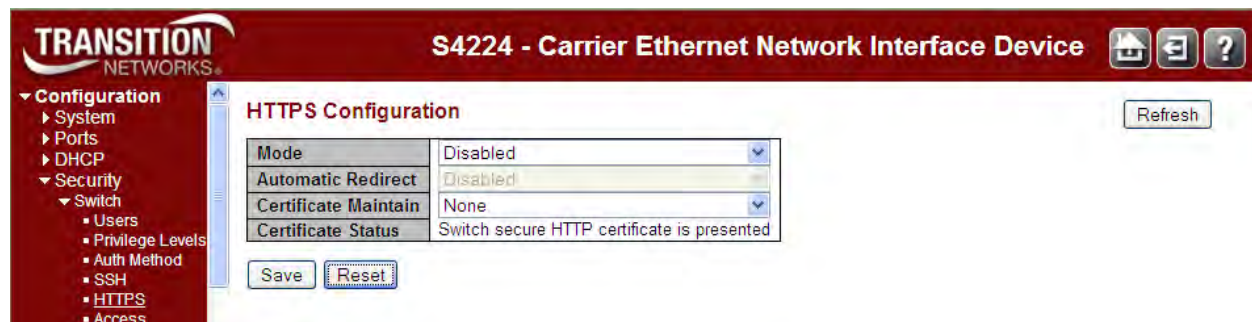 TRANSITION
NETWORKS®
S4224 - Carrier Ethernet Network Interface Device
?
Configuration
System
Ports
DHCP
Security
Switch
Users
Privilege Levels
Auth Method
SSH
HTTPS
Access
HTTPS Configuration
Refresh
Mode Disabled
Automatic Redirect Disabled
Certificate Maintain None
Certificate Status Switch secure HTTP certificate is presented
Save Reset